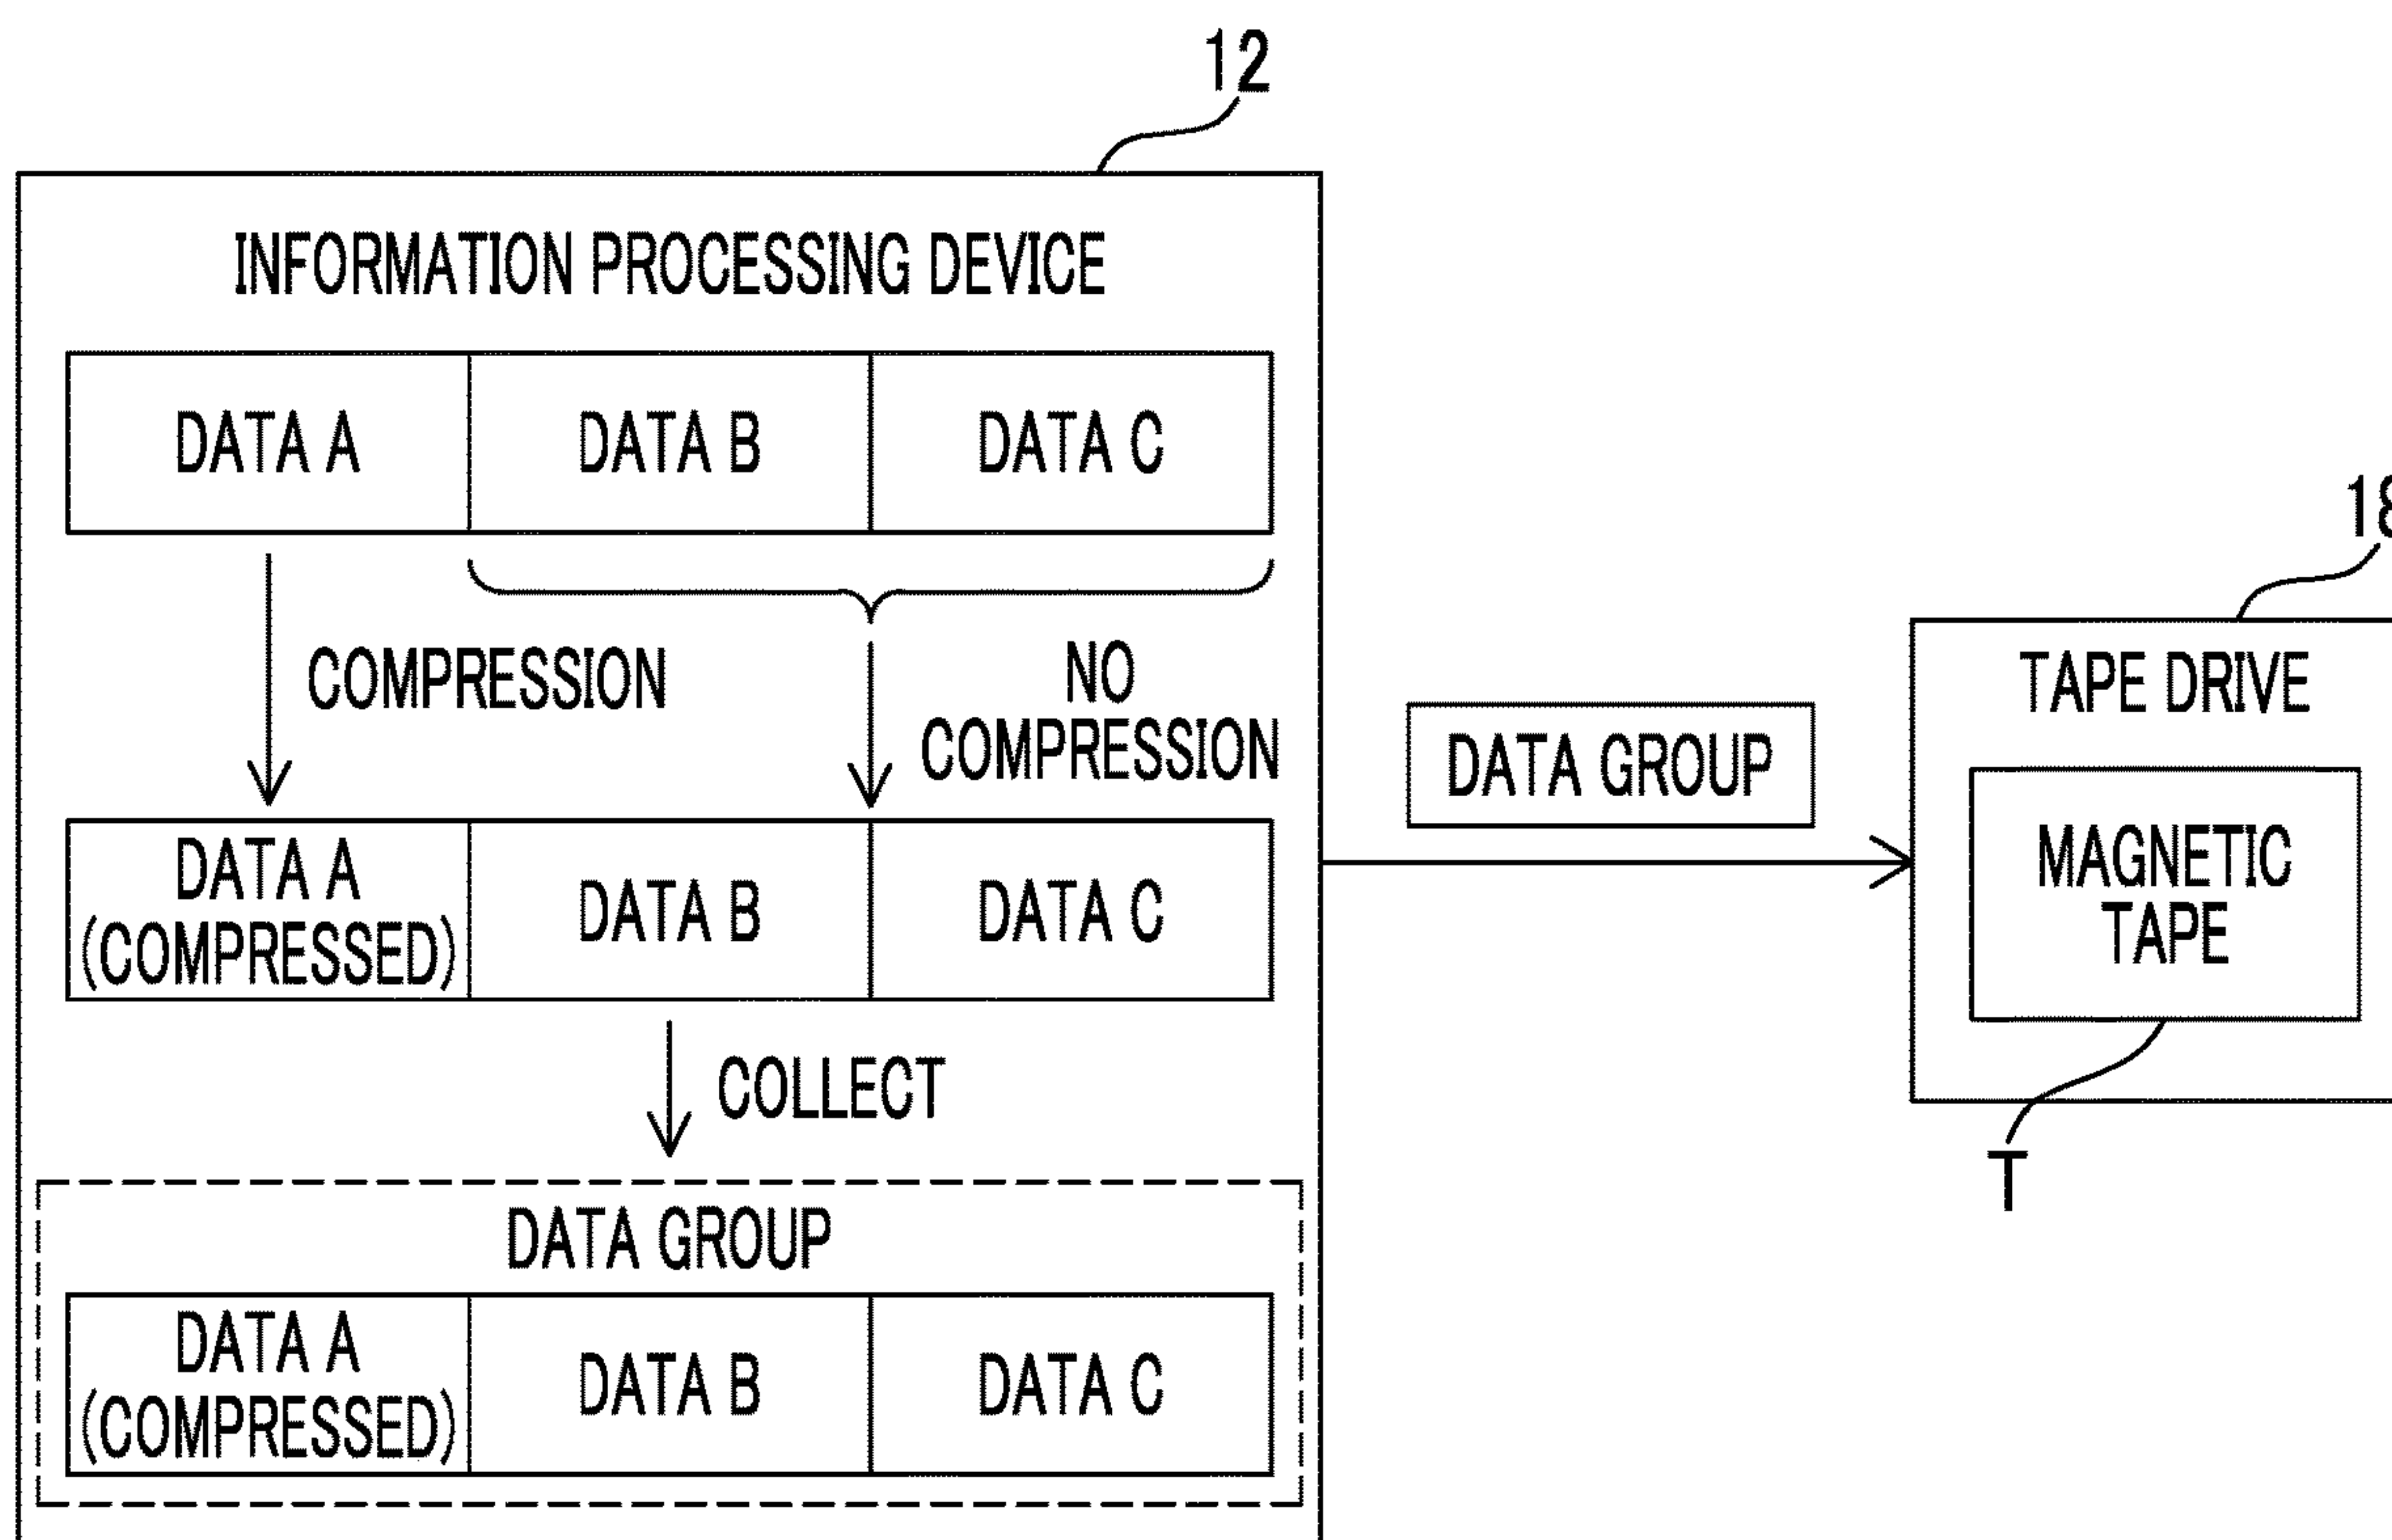 12
INFORMATION PROCESSING DEVICE
DATA A
DATA B
DATA C
COMPRESSION
NO
COMPRESSION
DATA A
(COMPRESSED)
DATA B
DATA C
COLLECT
DATA GROUP
DATA A
(COMPRESSED)
DATA B
DATA C
DATA GROUP
18
TAPE DRIVE
MAGNETIC
TAPE
T